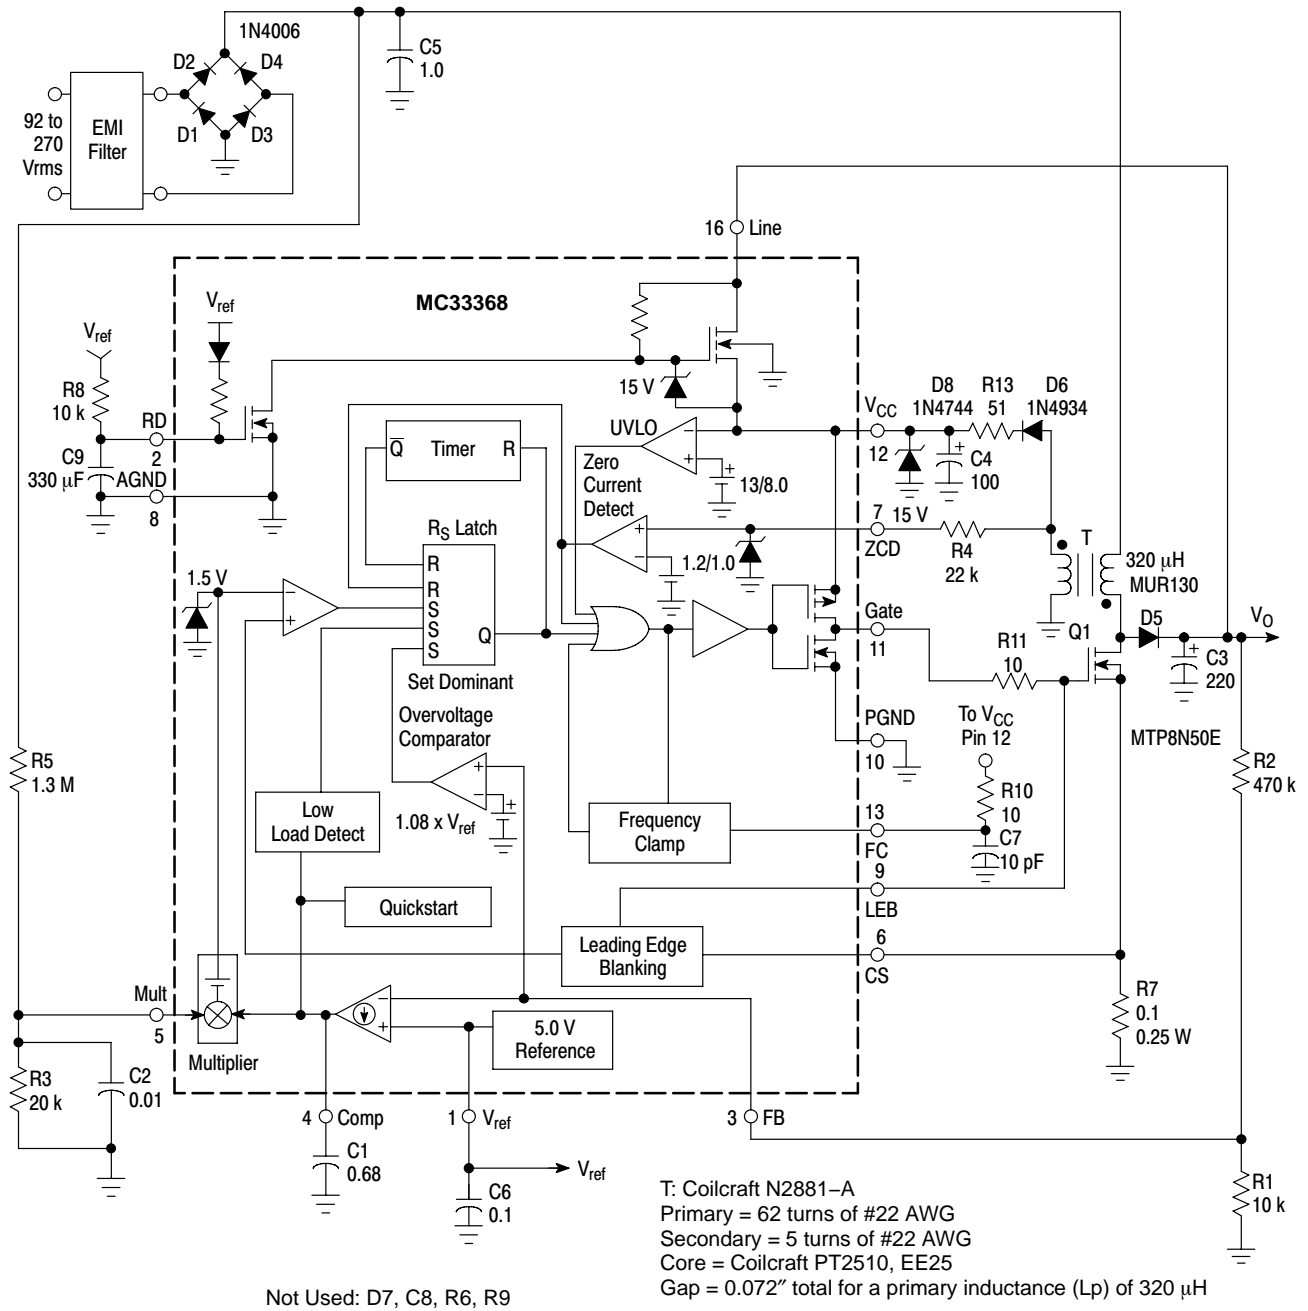 1N4006
C5
1.0
D2
D4
D1
D3
92 to
270
Vrms
EMI
Filter
16
Line
MC33368
Vref
Vref
R8
10 k
RD
2
C9
330 μF
AGND
8
15 V
UVLO
13/8.0
VCC
12
D8
1N4744
R13
51
D6
1N4934
C4
100
Q̅
Timer
R
Zero
Current
Detect
1.2/1.0
7
15 V
ZCD
R4
22 k
T
320 μH
MUR130
RS Latch
R
R
S
S
S
Q
Set Dominant
1.5 V
−
+
Gate
11
R11
10
Q1
D5
VO
C3
220
MTP8N50E
PGND
10
To VCC
Pin 12
R10
10
C7
10 pF
Overvoltage
Comparator
1.08 x Vref
Low
Load Detect
Quickstart
Frequency
Clamp
13
FC
9
LEB
Leading Edge
Blanking
6
CS
R5
1.3 M
R2
470 k
R7
0.1
0.25 W
Mult
5
Multiplier
5.0 V
Reference
R3
20 k
C2
0.01
4
Comp
1
Vref
3
FB
C1
0.68
Vref
C6
0.1
R1
10 k
T: Coilcraft N2881−A
Primary = 62 turns of #22 AWG
Secondary = 5 turns of #22 AWG
Core = Coilcraft PT2510, EE25
Gap = 0.072″ total for a primary inductance (Lp) of 320 μH
Not Used: D7, C8, R6, R9